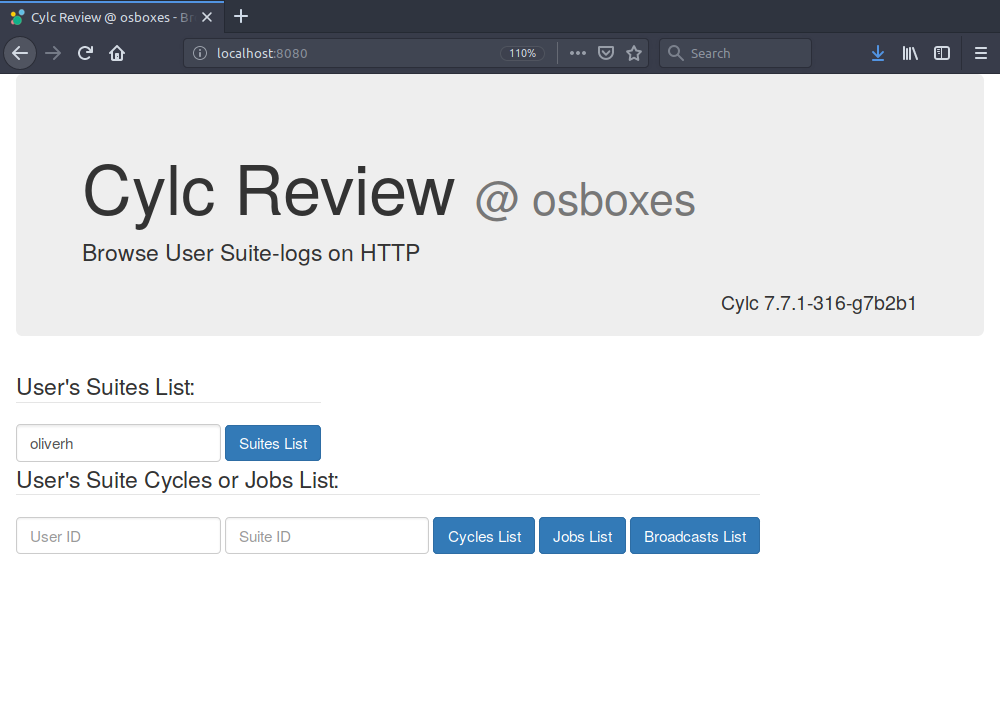 Cylc Review @ osboxes - Br
localhost:8080
110%
Search
Cylc Review @ osboxes
Browse User Suite-logs on HTTP
Cylc 7.7.1-316-g7b2b1
User's Suites List:
oliverh Suites List
User's Suite Cycles or Jobs List:
User ID Suite ID Cycles List Jobs List Broadcasts List